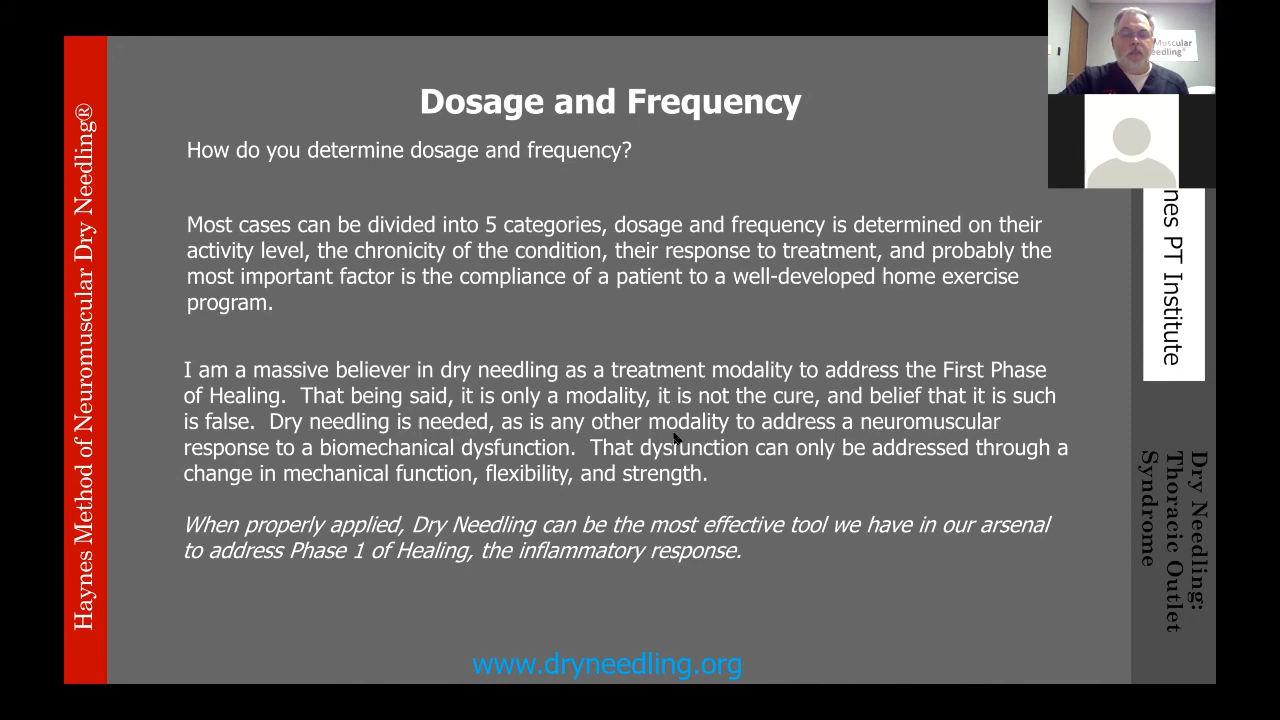 Dosage and Frequency
How do you determine dosage and frequency?
Most cases can be divided into 5 categories, dosage and frequency is determined on their
activity level, the chronicity of the condition, their response to treatment, and probably the
most important factor is the compliance of a patient to a well-developed home exercise
program.
I am a massive believer in dry needling as a treatment modality to address the First Phase
of Healing. That being said, it is only a modality, it is not the cure, and belief that it is such
is false. Dry needling is needed, as is any other modality to address a neuromuscular
response to a biomechanical dysfunction. That dysfunction can only be addressed through a
change in mechanical function, flexibility, and strength.
When properly applied, Dry Needling can be the most effective tool we have in our arsenal
to address Phase 1 of Healing, the inflammatory response.
www.dryneedling.org
Haynes Method of Neuromuscular Dry Needling®
Muscular
eedling®
nes PT Institute
Dry Needling:
Thoracic Outlet
Syndrome